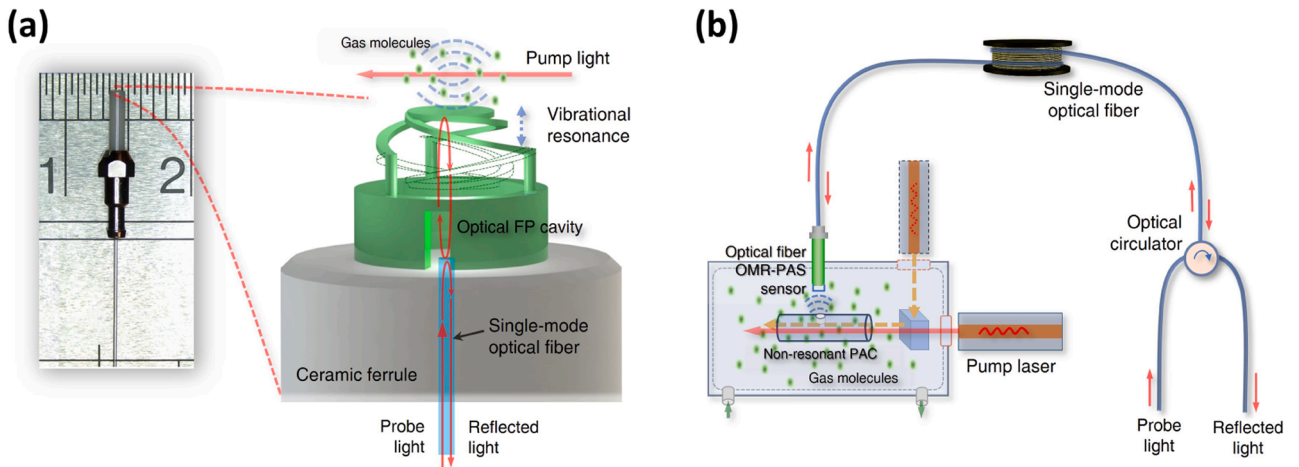 (a)
1
2
Gas molecules
Pump light
Vibrational
resonance
Optical FP cavity
Single-mode
optical fiber
Ceramic ferrule
Probe
light
Reflected
light
(b)
Single-mode
optical fiber
Optical fiber
OMR-PAS
sensor
Optical
circulator
Non-resonant PAC
Gas molecules
Pump laser
Probe
light
Reflected
light